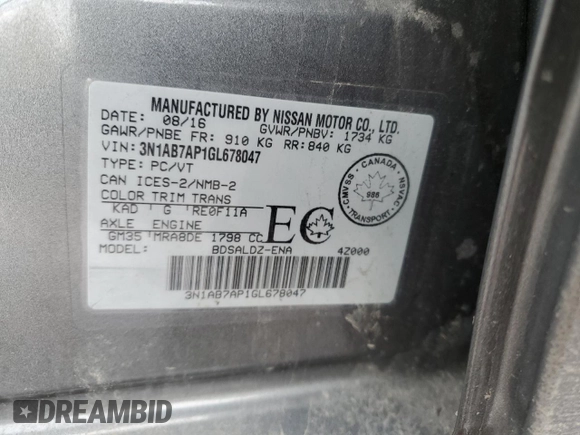 MANUFACTURED BY NISSAN MOTOR CO., LTD.
DATE: 08/16 GVWR/PNBV: 1734 KG
GAWR/PNBE FR: 910 KG RR: 840 KG
VIN: 3N1AB7AP1GL678047
TYPE: PC/VT
CAN ICES-2/NMB-2
COLOR TRIM TRANS
KAD ' G ' RE0F11A
AXLE ENGINE
GM35 'MRA8DE 1798 CC
MODEL: BDSALDZ-ENA 4Z000
EC
CMVSS - CANADA - NSVAC
986
TRANSPORT
3N1AB7AP1GL678047
DREAMBID